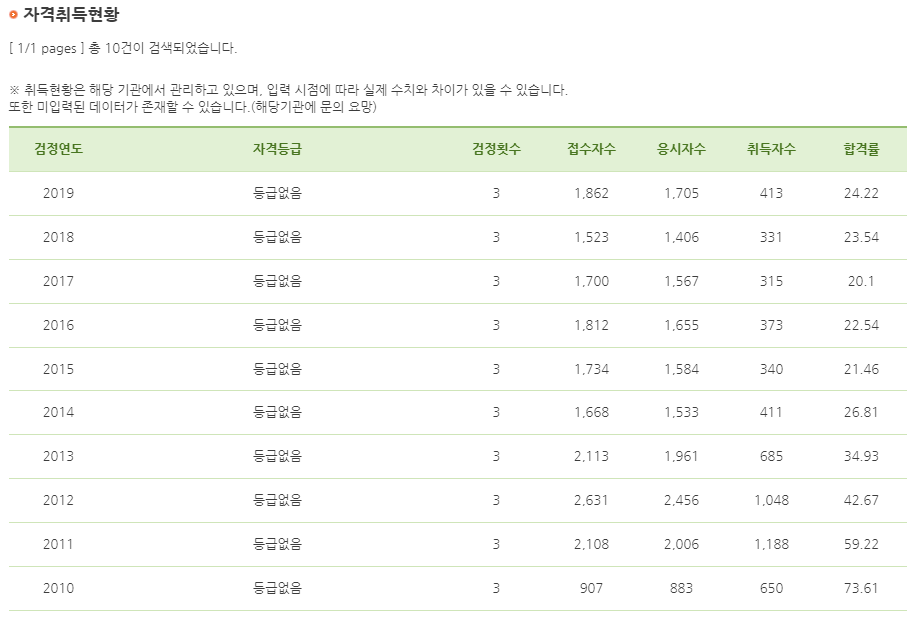 자격취득현황
[ 1/1 pages ] 총 10건이 검색되었습니다.
※ 취득현황은 해당 기관에서 관리하고 있으며, 입력 시점에 따라 실제 수치와 차이가 있을 수 있습니다.
또한 미입력된 데이터가 존재할 수 있습니다.(해당기관에 문의 요망)
검정연도 자격등급 검정횟수 접수자수 응시자수 취득자수 합격률
2019 등급없음 3 1,862 1,705 413 24.22
2018 등급없음 3 1,523 1,406 331 23.54
2017 등급없음 3 1,700 1,567 315 20.1
2016 등급없음 3 1,812 1,655 373 22.54
2015 등급없음 3 1,734 1,584 340 21.46
2014 등급없음 3 1,668 1,533 411 26.81
2013 등급없음 3 2,113 1,961 685 34.93
2012 등급없음 3 2,631 2,456 1,048 42.67
2011 등급없음 3 2,108 2,006 1,188 59.22
2010 등급없음 3 907 883 650 73.61